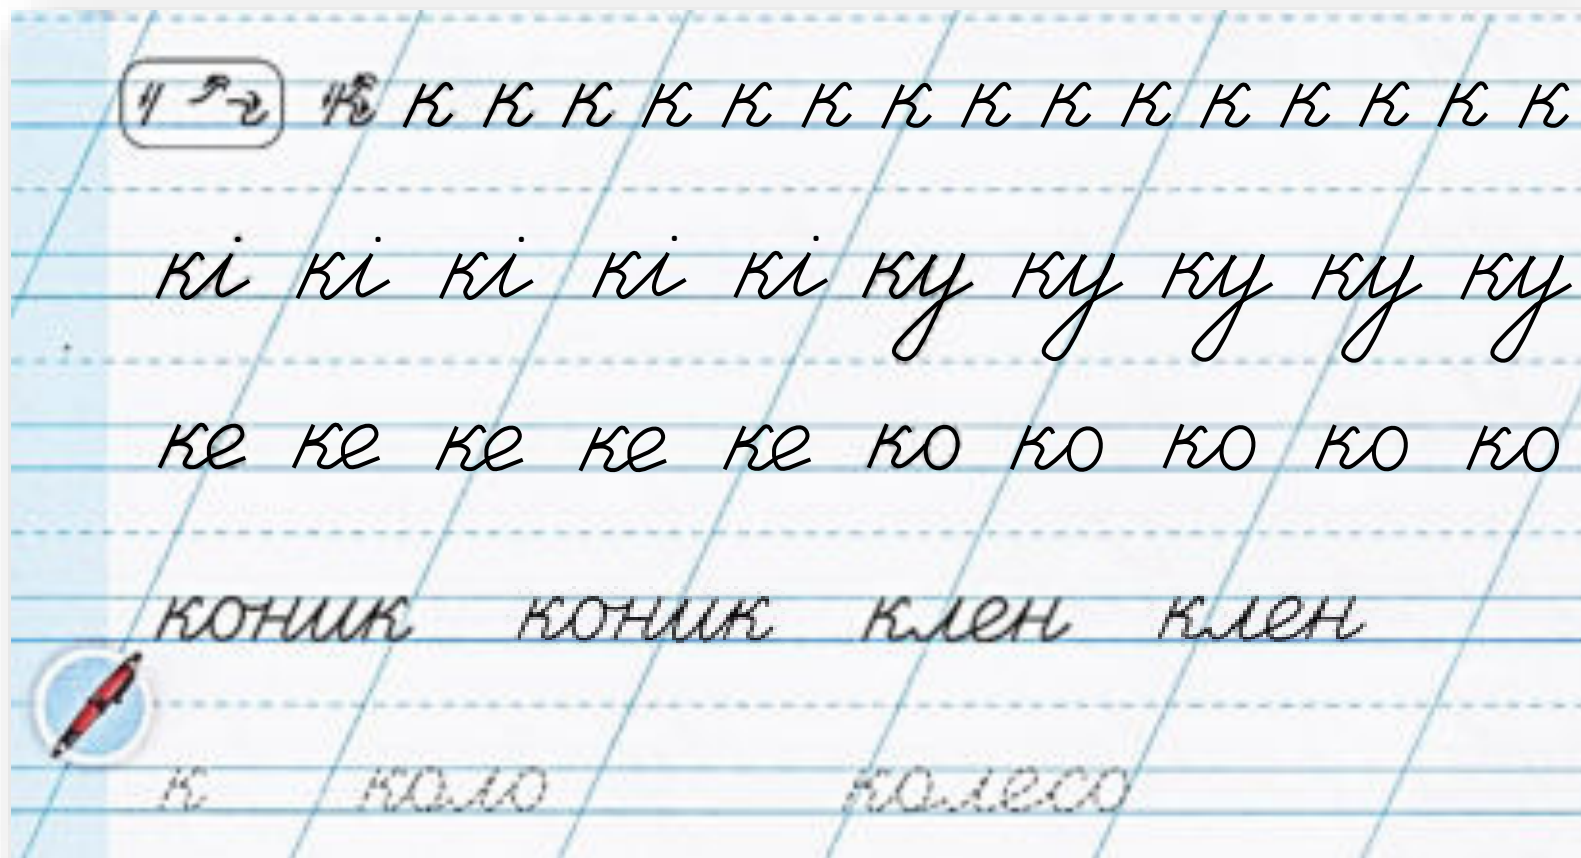 к к к к к к к к к к к к к к к к
кі кі кі кі кі ку ку ку ку ку
ке ке ке ке ке ко ко ко ко ко
коник коник клен клен
к коло колесо